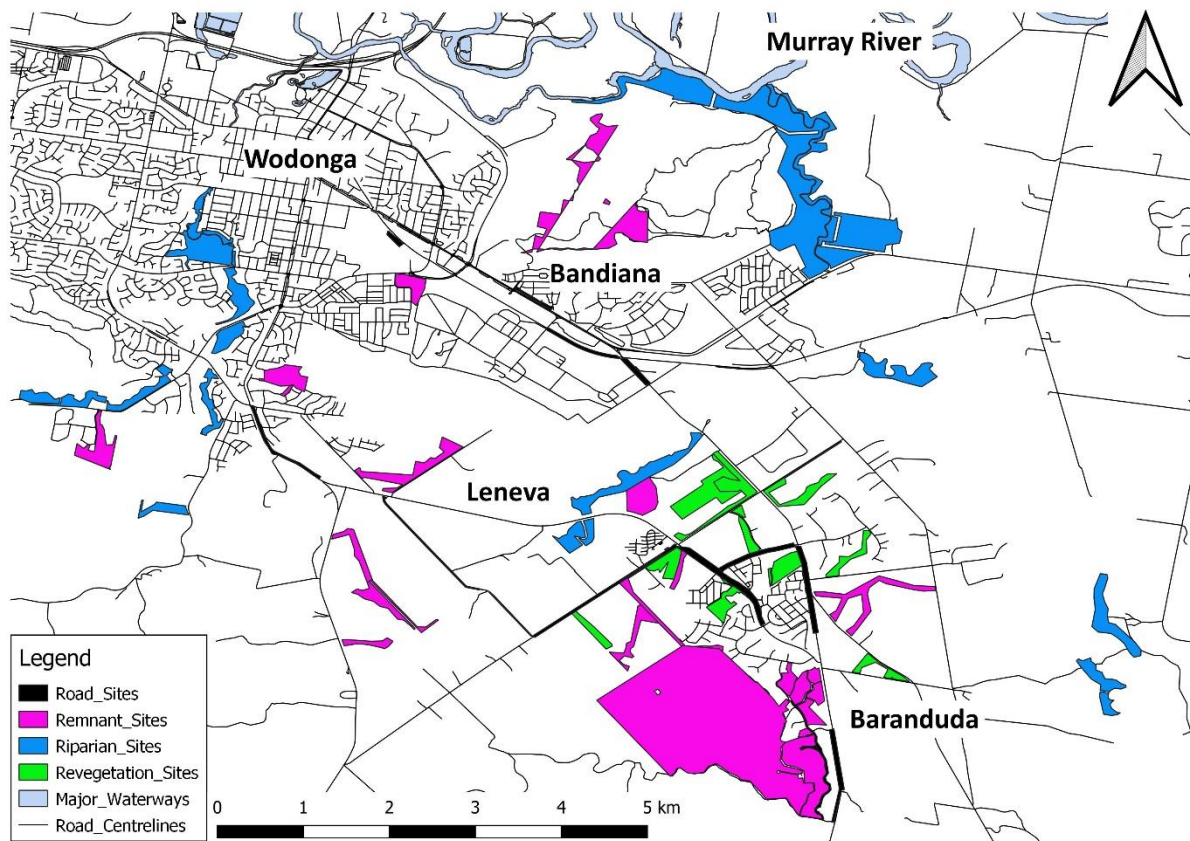 Murray River
Wodonga
Bandiana
Leneva
Baranduda
Legend
Road_Sites
Remnant_Sites
Riparian_Sites
Revegetation_Sites
Major_Waterways
Road_Centrelines
0 1 2 3 4 5 km